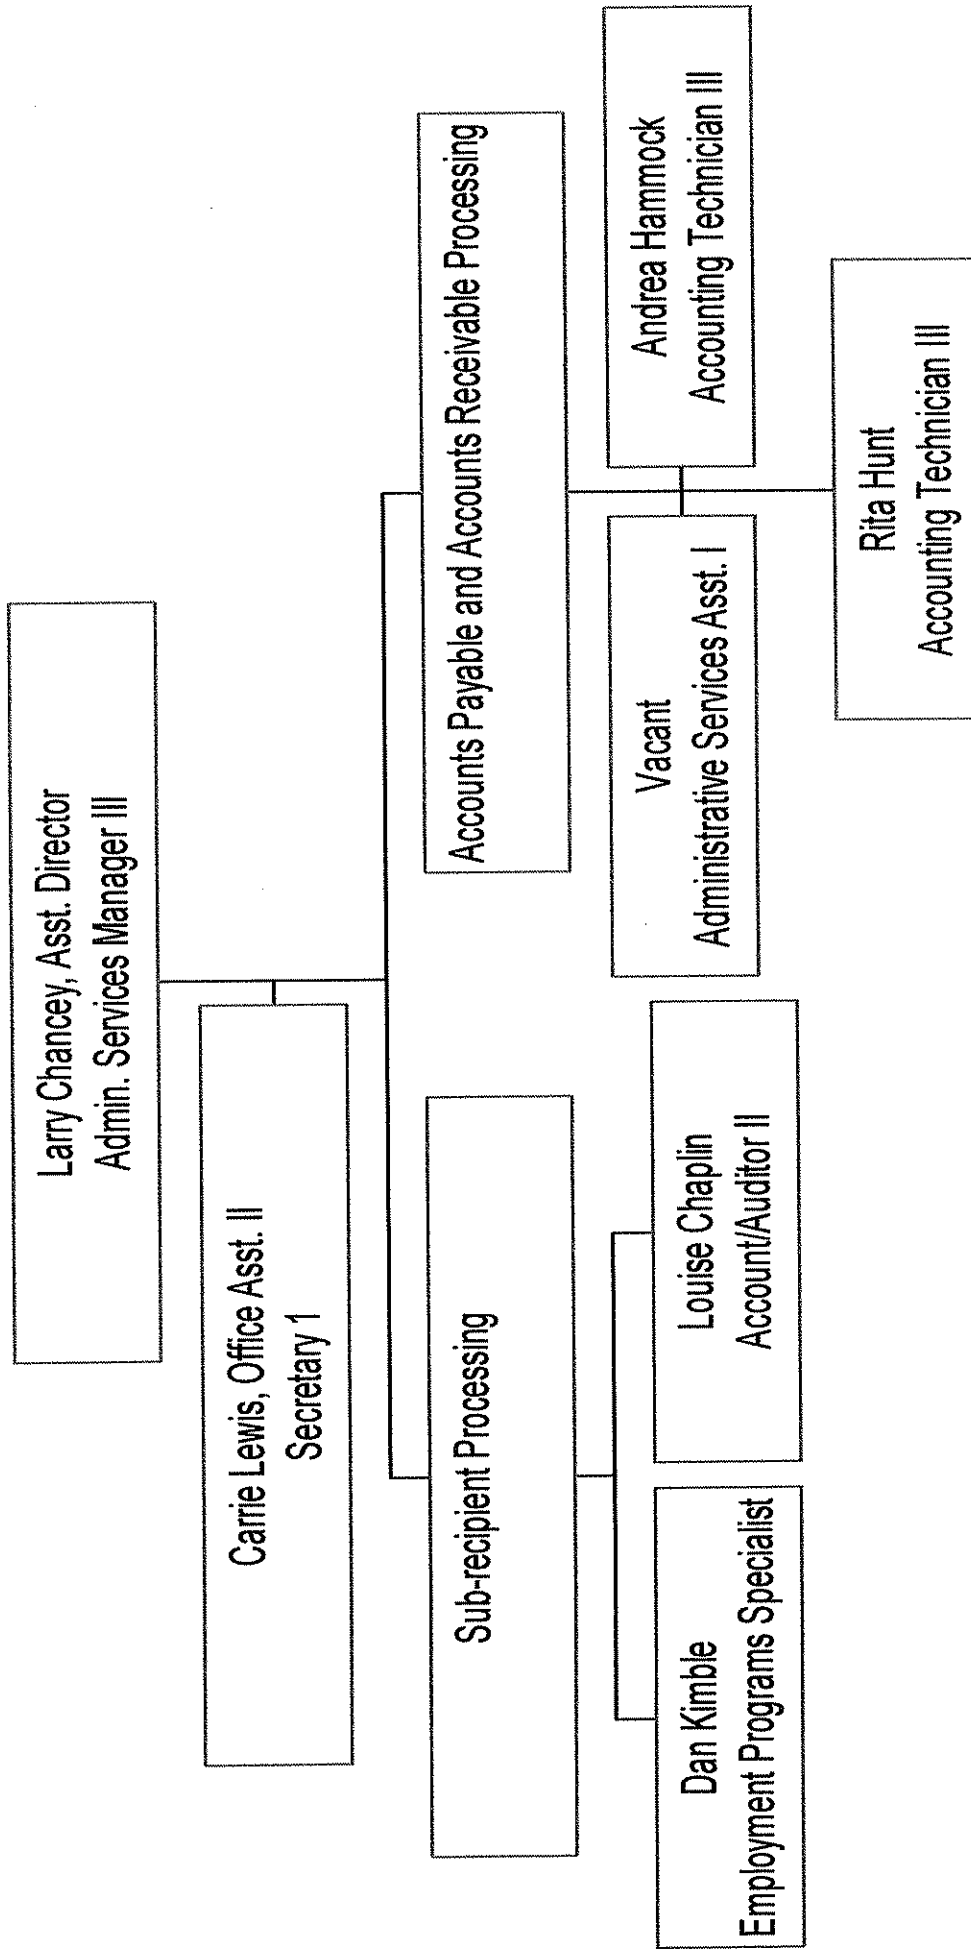 Larry Chancey, Asst. Director
Admin. Services Manager III
Carrie Lewis, Office Asst. II
Secretary 1
Sub-recipient Processing
Accounts Payable and Accounts Receivable Processing
Dan Kimble
Employment Programs Specialist
Louise Chaplin
Account/Auditor II
Vacant
Administrative Services Asst. I
Andrea Hammock
Accounting Technician III
Rita Hunt
Accounting Technician III